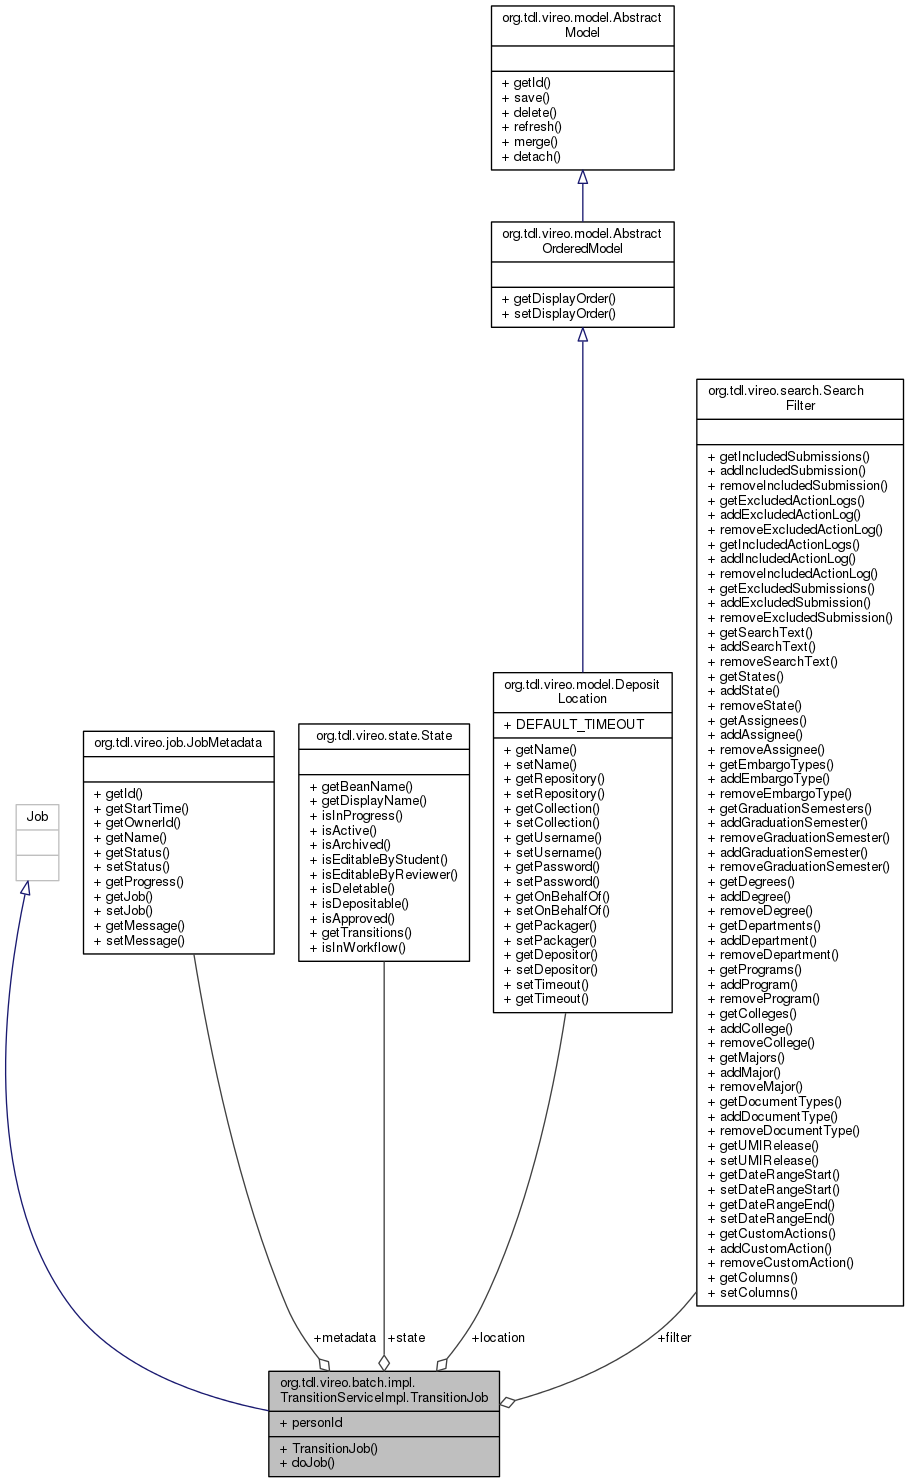 org.tdl.vireo.model.Abstract
Model
+ getId()
+ save()
+ delete()
+ refresh()
+ merge()
+ detach()
org.tdl.vireo.model.Abstract
OrderedModel
+ getDisplayOrder()
+ setDisplayOrder()
org.tdl.vireo.search.Search
Filter
+ getIncludedSubmissions()
+ addIncludedSubmission()
+ removeIncludedSubmission()
+ getExcludedActionLogs()
+ addExcludedActionLog()
+ removeExcludedActionLog()
+ getIncludedActionLogs()
+ addIncludedActionLog()
+ removeIncludedActionLog()
+ getExcludedSubmissions()
+ addExcludedSubmission()
+ removeExcludedSubmission()
+ getSearchText()
+ addSearchText()
+ removeSearchText()
+ getStates()
+ addState()
+ removeState()
+ getAssignees()
+ addAssignee()
+ removeAssignee()
+ getEmbargoTypes()
+ addEmbargoType()
+ removeEmbargoType()
+ getGraduationSemesters()
+ addGraduationSemester()
+ removeGraduationSemester()
+ addGraduationSemester()
+ removeGraduationSemester()
+ getDegrees()
+ addDegree()
+ removeDegree()
+ getDepartments()
+ addDepartment()
+ removeDepartment()
+ getPrograms()
+ addProgram()
+ removeProgram()
+ getColleges()
+ addCollege()
+ removeCollege()
+ getMajors()
+ addMajor()
+ removeMajor()
+ getDocumentTypes()
+ addDocumentType()
+ removeDocumentType()
+ getUMIRelease()
+ setUMIRelease()
+ getDateRangeStart()
+ setDateRangeStart()
+ getDateRangeEnd()
+ setDateRangeEnd()
+ getCustomActions()
+ addCustomAction()
+ removeCustomAction()
+ getColumns()
+ setColumns()
org.tdl.vireo.model.Deposit
Location
+ DEFAULT_TIMEOUT
+ getName()
+ setName()
+ getRepository()
+ setRepository()
+ getCollection()
+ setCollection()
+ getUsername()
+ setUsername()
+ getPassword()
+ setPassword()
+ getOnBehalfOf()
+ setOnBehalfOf()
+ getPackager()
+ setPackager()
+ getDepositor()
+ setDepositor()
+ setTimeout()
+ getTimeout()
org.tdl.vireo.state.State
+ getBeanName()
+ getDisplayName()
+ isInProgress()
+ isActive()
+ isArchived()
+ isEditableByStudent()
+ isEditableByReviewer()
+ isDeletable()
+ isDepositable()
+ isApproved()
+ getTransitions()
+ isInWorkflow()
org.tdl.vireo.job.JobMetadata
+ getId()
+ getStartTime()
+ getOwnerId()
+ getName()
+ getStatus()
+ setStatus()
+ getProgress()
+ getJob()
+ setJob()
+ getMessage()
+ setMessage()
Job
+metadata
+state
+location
+filter
org.tdl.vireo.batch.impl.
TransitionServiceImpl.TransitionJob
+ personId
+ TransitionJob()
+ doJob()